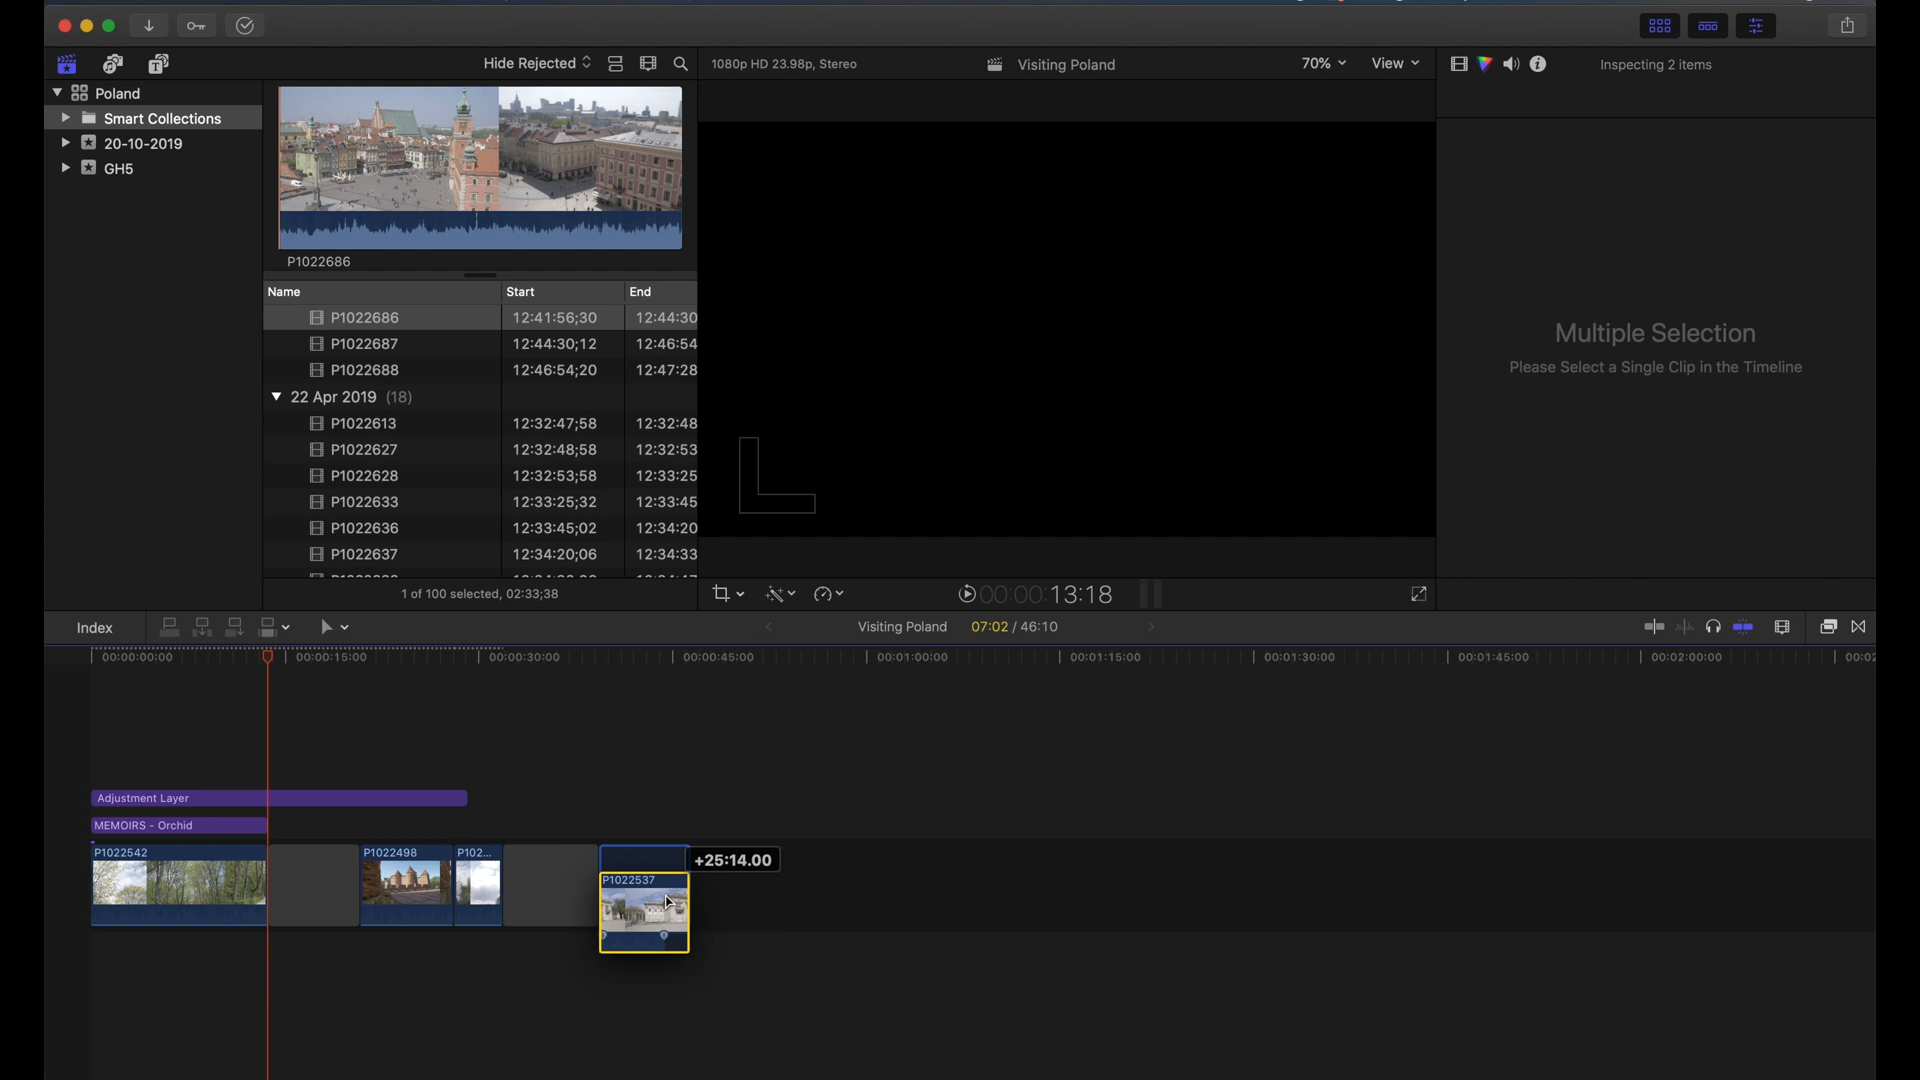 Hide Rejected
1080p HD 23.98p, Stereo
Visiting Poland
70%
View
Inspecting 2 items
Poland
Smart Collections
20-10-2019
GH5
P1022686
Name
Start
End
P1022686
12:41:56;30
12:44:30
P1022687
12:44:30;12
12:46:54
P1022688
12:46:54;20
12:47:28
22 Apr 2019 (18)
P1022613
12:32:47;58
12:32:48
P1022627
12:32:48;58
12:32:53
P1022628
12:32:53;58
12:33:25
P1022633
12:33:25;32
12:33:45
P1022636
12:33:45;02
12:34:20
P1022637
12:34:20;06
12:34:33
1 of 100 selected, 02:33;38
Multiple Selection
Please Select a Single Clip in the Timeline
00:00:13:18
Index
Visiting Poland
07:02 / 46:10
00:00:00:00
00:00:15:00
00:00:30:00
00:00:45:00
00:01:00:00
00:01:15:00
00:01:30:00
00:01:45:00
00:02:00:00
00:02
Adjustment Layer
MEMOIRS - Orchid
P1022542
P1022498
P102...
+25:14.00
P1022537